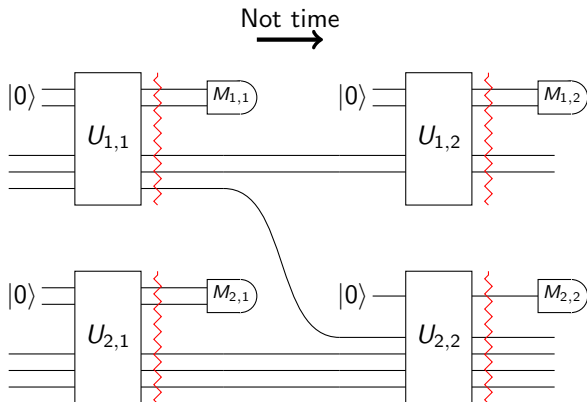 Not time
|0⟩ U₁,₁ M₁,₁ |0⟩ U₁,₂ M₁,₂
|0⟩ U₂,₁ M₂,₁ |0⟩ U₂,₂ M₂,₂